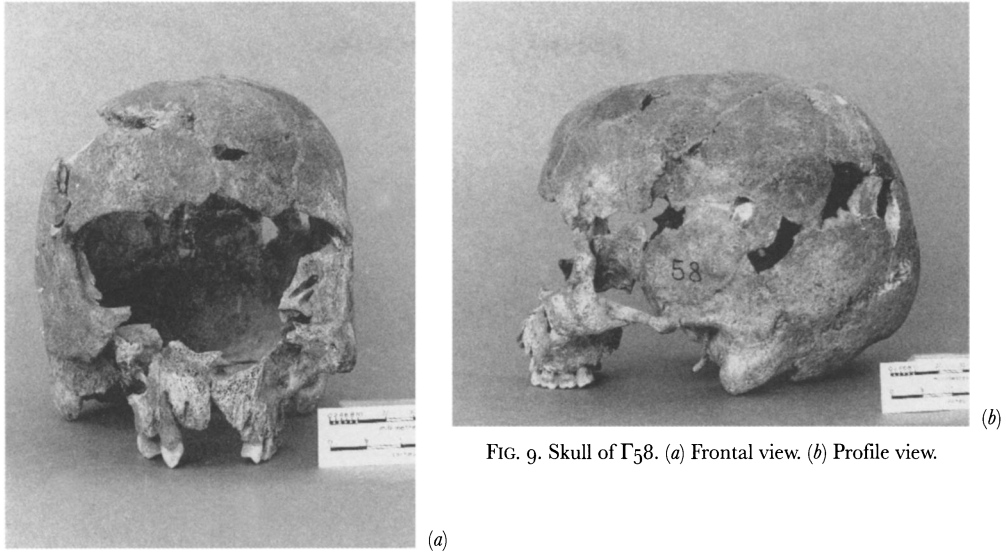 58
(b)
FIG. 9. Skull of Γ58. (a) Frontal view. (b) Profile view.
(a)